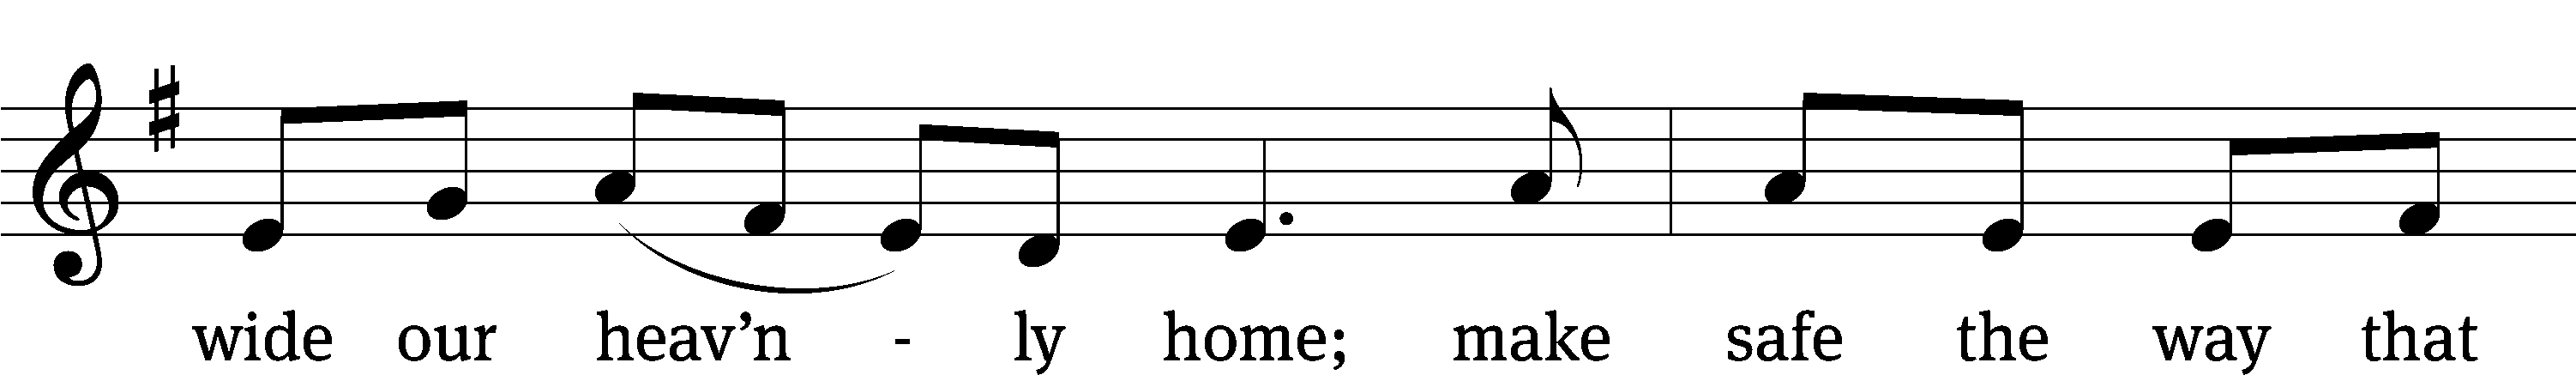 wide our heav’n - ly home; make safe the way that